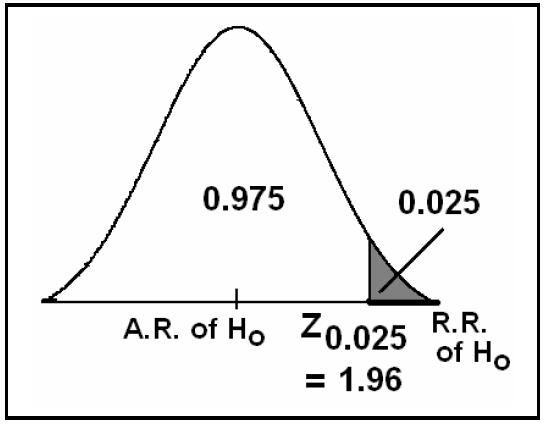 0.975
0.025
A.R. of Ho
Z0.025
= 1.96
R.R.
of Ho